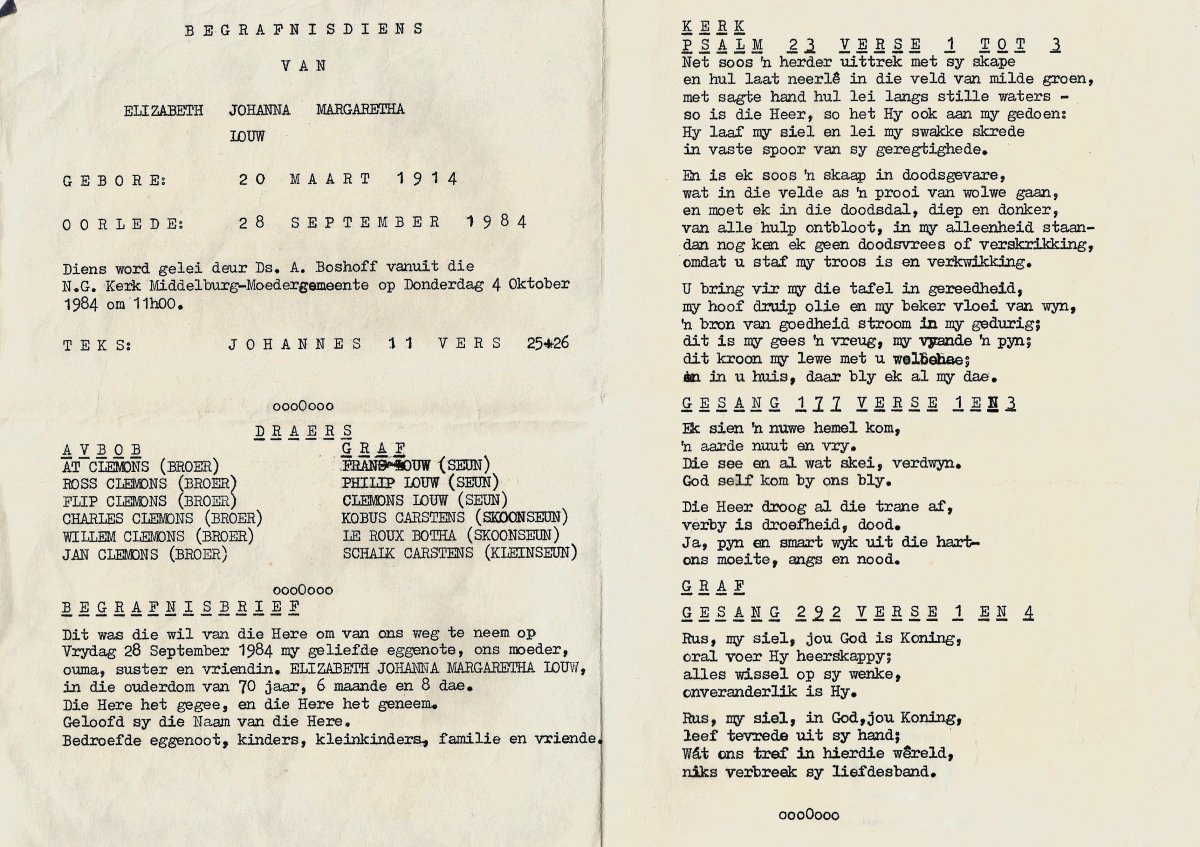 BEGRAFNISDIENS
VAN
ELIZABETH JOHANNA MARGARETHA
LOUW
GEBORE: 20 MAART 1914
OORLEDE: 28 SEPTEMBER 1984
Diens word gelei deur Ds. A. Boshoff vanuit die
N.G. Kerk Middelburg-Moedergemeente op Donderdag 4 Oktober
1984 om 11h00.
TEKS: JOHANNES 11 VERS 25+26
oooOooo
DRAERS
AVBOB GRAF
AT CLEMONS (BROER) FRANS LOUW (SEUN)
ROSS CLEMONS (BROER) PHILIP LOUW (SEUN)
FLIP CLEMONS (BROER) CLEMONS LOUW (SEUN)
CHARLES CLEMONS (BROER) KOBUS CARSTENS (SKOONSEUN)
WILLEM CLEMONS (BROER) LE ROUX BOTHA (SKOONSEUN)
JAN CLEMONS (BROER) SCHALK CARSTENS (KLEINSEUN)
oooOooo
BEGRAFNISBRIEF
Dit was die wil van die Here om van ons weg te neem op
Vrydag 28 September 1984 my geliefde eggenote, ons moeder,
ouma, suster en vriendin. ELIZABETH JOHANNA MARGARETHA LOUW,
in die ouderdom van 70 jaar, 6 maande en 8 dae.
Die Here het gegee, en die Here het geneem.
Geloofd sy die Naam van die Here.
Bedroefde eggenoot, kinders, kleinkinders, familie en vriende.
KERK
PSALM 23 VERSE 1 TOT 3
Net soos 'n herder uittrek met sy skape
en hul laat neerlê in die veld van milde groen,
met sagte hand hul lei langs stille waters -
so is die Heer, so het Hy ook aan my gedoen:
Hy laaf my siel en lei my swakke skrede
in vaste spoor van sy geregtighede.
En is ek soos 'n skaap in doodsgevare,
wat in die velde as 'n prooi van wolwe gaan,
en moet ek in die doodsdal, diep en donker,
van alle hulp ontbloot, in my alleenheid staan-
dan nog ken ek geen doodsvrees of verskrikking,
omdat u staf my troos is en verkwikking.
U bring vir my die tafel in gereedheid,
my hoof druip olie en my beker vloei van wyn,
'n bron van goedheid stroom in my gedurig;
dit is my gees 'n vreug, my vyande 'n pyn;
dit kroon my lewe met u welbehae;
en in u huis, daar bly ek al my dae.
GESANG 177 VERSE 1EN3
Ek sien 'n nuwe hemel kom,
'n aarde nuut en vry.
Die see en al wat skei, verdwyn.
God self kom by ons bly.
Die Heer droog al die trane af,
verby is droefheid, dood.
Ja, pyn en smart wyk uit die hart-
ons moeite, angs en nood.
GRAF
GESANG 292 VERSE 1 EN 4
Rus, my siel, jou God is Koning,
oral voer Hy heerskappy;
alles wissel op sy wenke,
onveranderlik is Hy.
Rus, my siel, in God,jou Koning,
leef tevrede uit sy hand;
Wát ons tref in hierdie wêreld,
niks verbreek sy liefdesband.
oooOooo